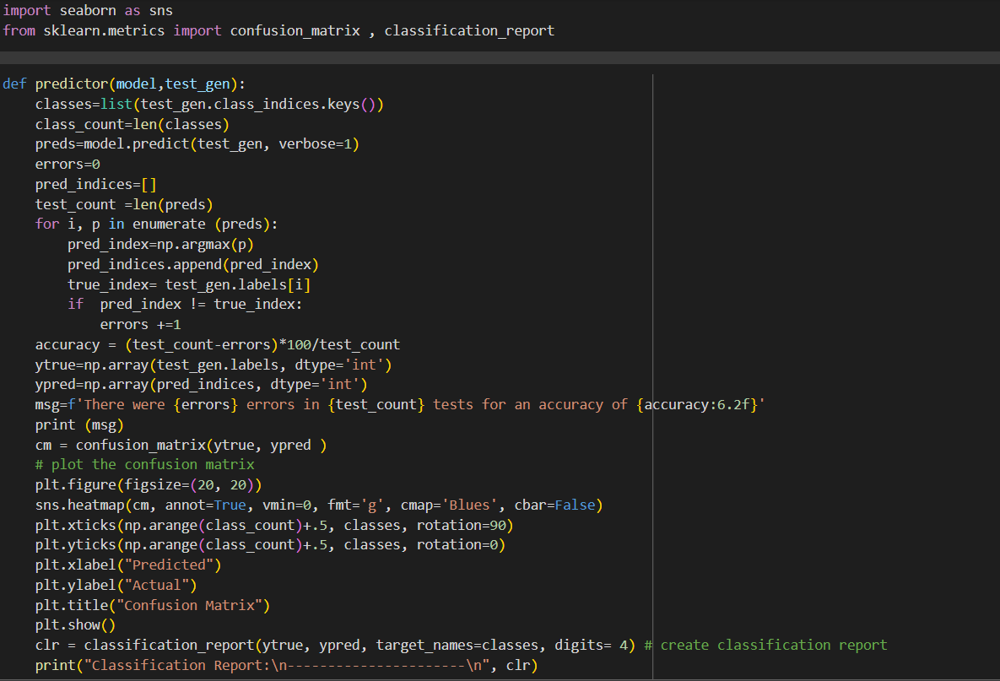 import seaborn as sns
from sklearn.metrics import confusion_matrix , classification_report
def predictor(model,test_gen):
    classes=list(test_gen.class_indices.keys())
    class_count=len(classes)
    preds=model.predict(test_gen, verbose=1)
    errors=0
    pred_indices=[]
    test_count =len(preds)
    for i, p in enumerate (preds):
        pred_index=np.argmax(p)
        pred_indices.append(pred_index)
        true_index= test_gen.labels[i]
        if  pred_index != true_index:
            errors +=1
    accuracy = (test_count-errors)*100/test_count
    ytrue=np.array(test_gen.labels, dtype='int')
    ypred=np.array(pred_indices, dtype='int')
    msg=f'There were {errors} errors in {test_count} tests for an accuracy of {accuracy:6.2f}'
    print (msg)
    cm = confusion_matrix(ytrue, ypred )
    # plot the confusion matrix
    plt.figure(figsize=(20, 20))
    sns.heatmap(cm, annot=True, vmin=0, fmt='g', cmap='Blues', cbar=False)
    plt.xticks(np.arange(class_count)+.5, classes, rotation=90)
    plt.yticks(np.arange(class_count)+.5, classes, rotation=0)
    plt.xlabel("Predicted")
    plt.ylabel("Actual")
    plt.title("Confusion Matrix")
    plt.show()
    clr = classification_report(ytrue, ypred, target_names=classes, digits= 4) # create classification report
    print("Classification Report:\n----------------------\n", clr)